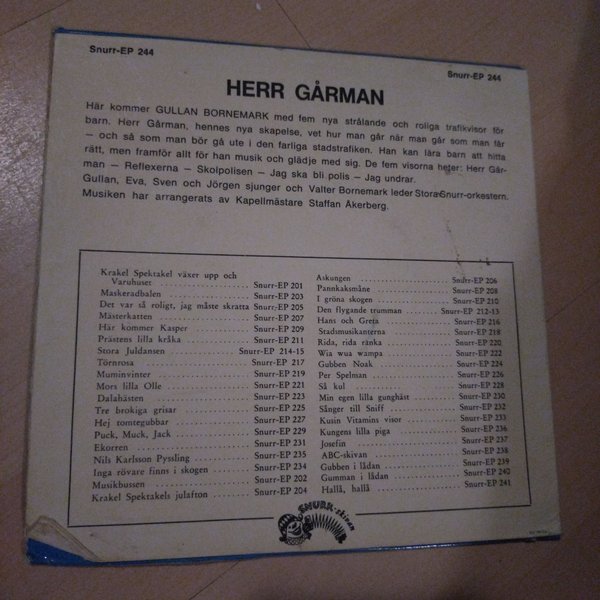 Snurr-EP 244
Snurr-EP 244
HERR GÅRMAN
Här kommer GULLAN BORNEMARK med fem nya strålande och roliga trafikvisor för
barn. Herr Gårman, hennes nya skapelse, vet hur man går när man går som man får
— och så som man bör gå ute i den farliga stadstrafiken. Han kan lära barn att hitta
rätt, men framför allt för han musik och glädje med sig. De fem visorna heter: Herr Går-
man — Reflexerna — Skolpolisen — Jag ska bli polis — Jag undrar.
Gullan, Eva, Sven och Jörgen sjunger och Valter Bornemark leder Stora Snurr-orkestern.
Musiken har arrangerats av Kapellmästare Staffan Åkerberg.
Krakel Spektakel växer upp och
Varuhuset .......... Snurr-EP 201
Maskeradbalen .......... Snurr-EP 203
Det var så roligt, jag måste skratta Snurr-EP 205
Mästerkatten .......... Snurr-EP 207
Här kommer Kasper .......... Snurr-EP 209
Prästens lilla kråka .......... Snurr-EP 211
Stora Juldansen .......... Snurr-EP 214-15
Törnrosa .......... Snurr-EP 217
Muminvinter .......... Snurr-EP 219
Mors lilla Olle .......... Snurr-EP 221
Dalahästen .......... Snurr-EP 223
Tre brokiga grisar .......... Snurr-EP 225
Hej tomtegubbar .......... Snurr-EP 227
Puck, Muck, Jack .......... Snurr-EP 229
Ekorren .......... Snurr-EP 231
Nils Karlsson Pyssling .......... Snurr-EP 235
Inga rövare finns i skogen .......... Snurr-EP 234
Musikbussen .......... Snurr-EP 202
Krakel Spektakels julafton .......... Snurr-EP 204
Askungen .......... Snurr-EP 206
Pannkaksmåne .......... Snurr-EP 208
I gröna skogen .......... Snurr-EP 210
Den flygande trumman .......... Snurr-EP 212-13
Hans och Greta .......... Snurr-EP 216
Stadsmusikanterna .......... Snurr-EP 218
Rida, rida ränka .......... Snurr-EP 220
Wia wua wampa .......... Snurr-EP 222
Gubben Noak .......... Snurr-EP 224
Per Spelman .......... Snurr-EP 226
Så kul .......... Snurr-EP 228
Min egen lilla gunghäst .......... Snurr-EP 230
Sånger till Sniff .......... Snurr-EP 232
Kusin Vitamins visor .......... Snurr-EP 233
Kungens lilla piga .......... Snurr-EP 236
Josefin .......... Snurr-EP 237
ABC-skivan .......... Snurr-EP 238
Gubben i lådan .......... Snurr-EP 239
Gumman i lådan .......... Snurr-EP 240
Hallå, hallå .......... Snurr-EP 241
SNURR-skivan